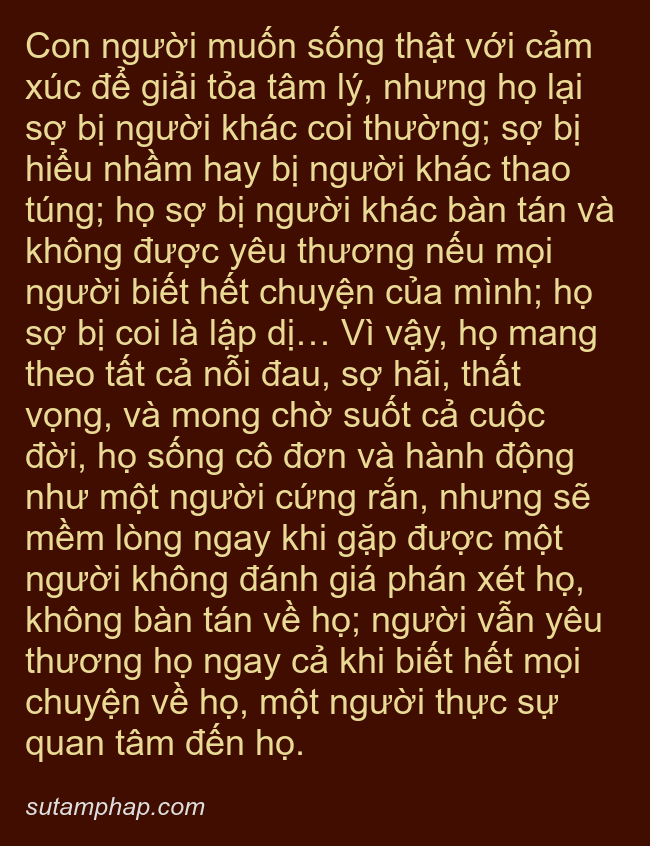 Con người muốn sống thật với cảm
xúc để giải tỏa tâm lý, nhưng họ lại
sợ bị người khác coi thường; sợ bị
hiểu nhầm hay bị người khác thao
túng; họ sợ bị người khác bàn tán và
không được yêu thương nếu mọi
người biết hết chuyện của mình; họ
sợ bị coi là lập dị… Vì vậy, họ mang
theo tất cả nỗi đau, sợ hãi, thất
vọng, và mong chờ suốt cả cuộc
đời, họ sống cô đơn và hành động
như một người cứng rắn, nhưng sẽ
mềm lòng ngay khi gặp được một
người không đánh giá phán xét họ,
không bàn tán về họ; người vẫn yêu
thương họ ngay cả khi biết hết mọi
chuyện về họ, một người thực sự
quan tâm đến họ.
sutamphap.com